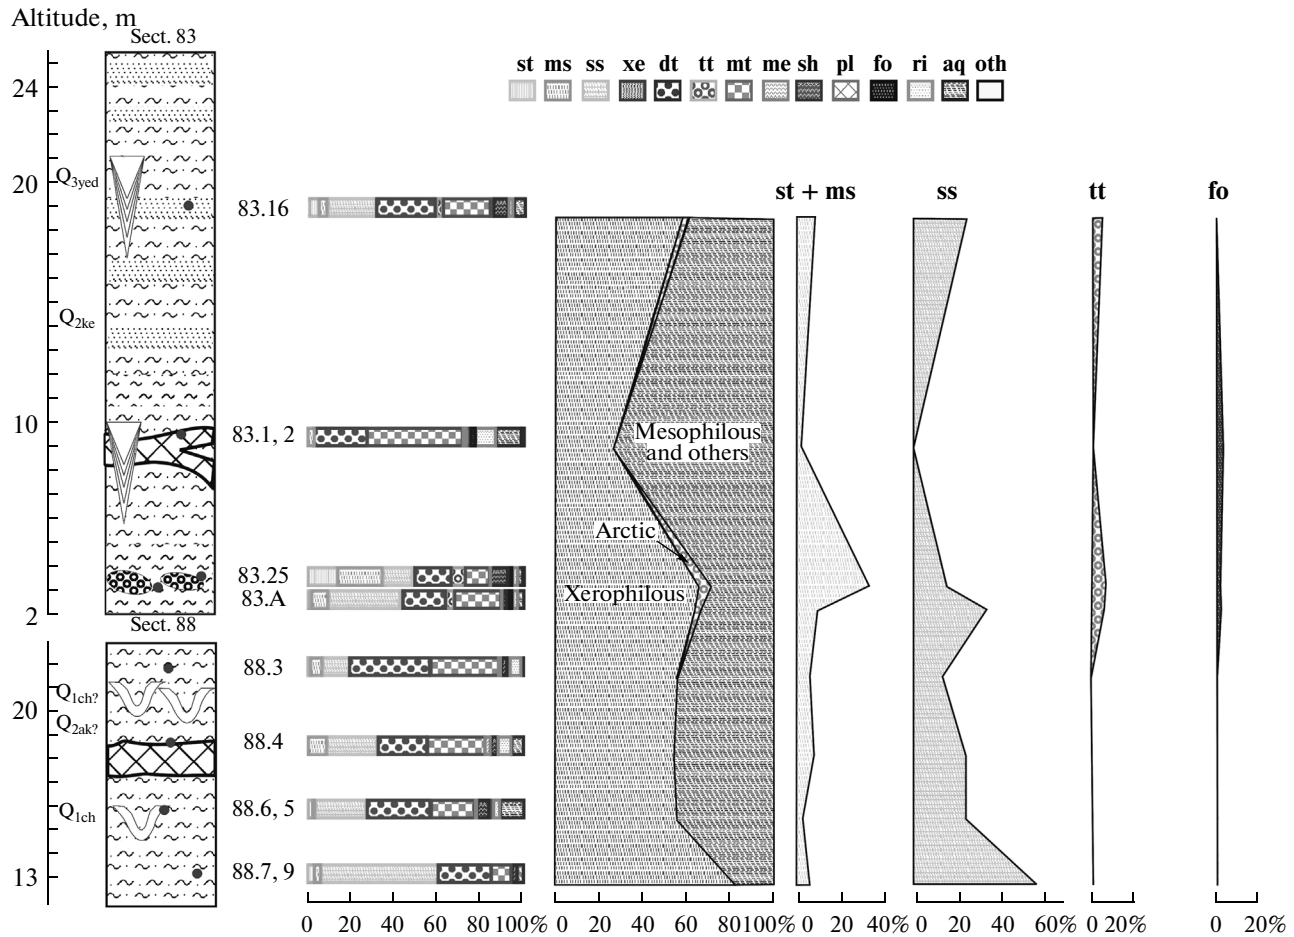 Altitude, m
Sect. 83
st ms ss xe dt tt mt me sh pl fo ri aq oth
24
Q3yed
20
83.16
st + ms ss tt fo
Q2ke
10
83.1, 2
Mesophilous
and others
Arctic
83.25
Xerophilous
83.A
2
Sect. 88
88.3
Q1ch?
20
Q2ak?
88.4
Q1ch
88.6, 5
13
88.7, 9
0 20 40 60 80 100% 0 20 40 60 80 100% 0 20 40% 0 20 40 60% 0 20% 0 20%